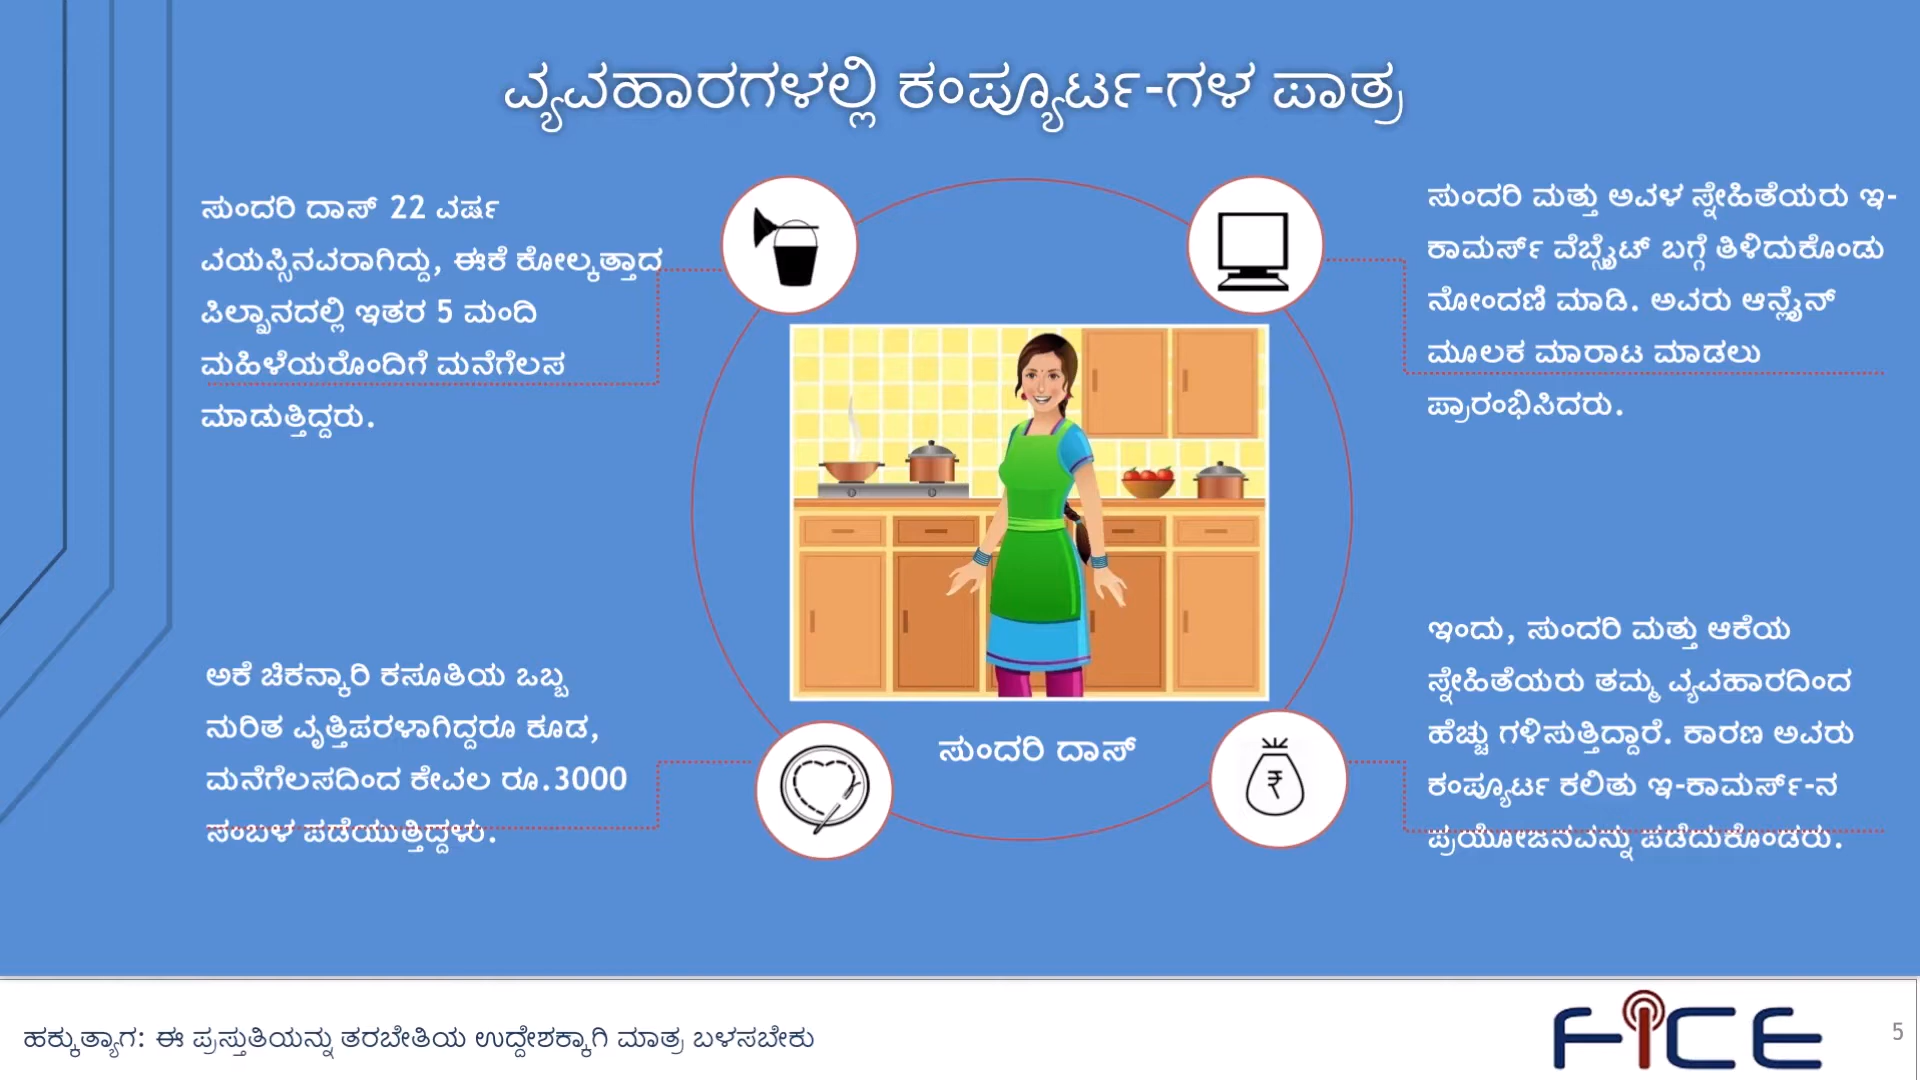 ವ್ಯವಹಾರಗಳಲ್ಲಿ ಕಂಪ್ಯೂರ್ಟ-ಗಳ ಪಾತ್ರ
ಸುಂದರಿ ದಾಸ್ 22 ವರ್ಷ
ವಯಸ್ಸಿನವರಾಗಿದ್ದು, ಈಕೆ ಕೋಲ್ಕತ್ತಾದ
ಪಿಲ್ಖಾನದಲ್ಲಿ ಇತರ 5 ಮಂದಿ
ಮಹಿಳೆಯರೊಂದಿಗೆ ಮನೆಗೆಲಸ
ಮಾಡುತ್ತಿದ್ದರು.
ಸುಂದರಿ ಮತ್ತು ಅವಳ ಸ್ನೇಹಿತೆಯರು ಇ-
ಕಾಮರ್ಸ್ ವೆಬ್ಸೈಟ್ ಬಗ್ಗೆ ತಿಳಿದುಕೊಂಡು
ನೋಂದಣಿ ಮಾಡಿ. ಅವರು ಆನ್ಲೈನ್
ಮೂಲಕ ಮಾರಾಟ ಮಾಡಲು
ಪ್ರಾರಂಭಿಸಿದರು.
ಅಕೆ ಚಿಕನ್ಕಾರಿ ಕಸೂತಿಯ ಒಬ್ಬ
ನುರಿತ ವೃತ್ತಿಪರಳಾಗಿದ್ದರೂ ಕೂಡ,
ಮನೆಗೆಲಸದಿಂದ ಕೇವಲ ರೂ.3000
ಸಂಬಳ ಪಡೆಯುತ್ತಿದ್ದಳು.
ಸುಂದರಿ ದಾಸ್
₹
ಇಂದು, ಸುಂದರಿ ಮತ್ತು ಆಕೆಯ
ಸ್ನೇಹಿತೆಯರು ತಮ್ಮ ವ್ಯವಹಾರದಿಂದ
ಹೆಚ್ಚು ಗಳಿಸುತ್ತಿದ್ದಾರೆ. ಕಾರಣ ಅವರು
ಕಂಪ್ಯೂರ್ಟ ಕಲಿತು ಇ-ಕಾಮರ್ಸ್-ನ
ಪ್ರಯೋಜನವನ್ನು ಪಡೆದುಕೊಂಡರು.
ಹಕ್ಕುತ್ಯಾಗ: ಈ ಪ್ರಸ್ತುತಿಯನ್ನು ತರಬೇತಿಯ ಉದ್ದೇಶಕ್ಕಾಗಿ ಮಾತ್ರ ಬಳಸಬೇಕು
FiCE
5